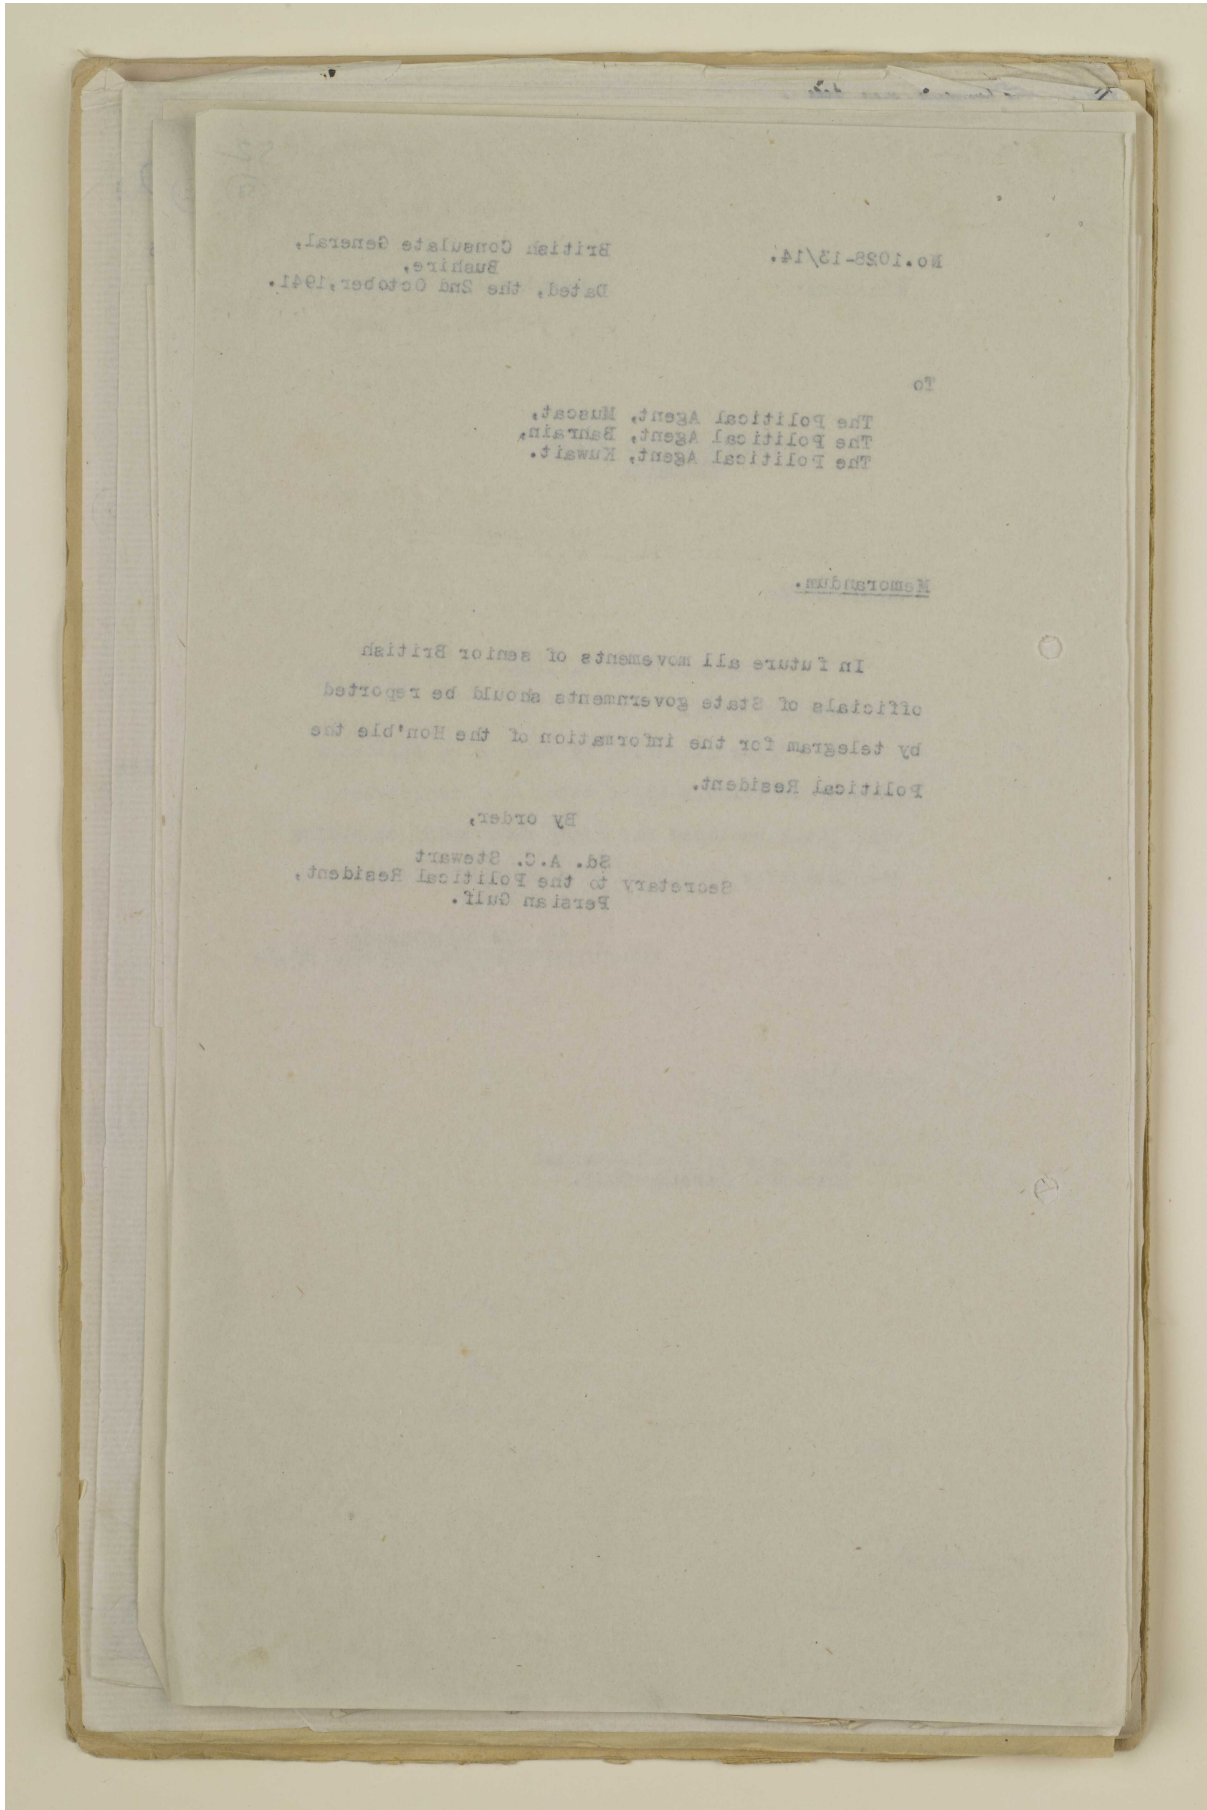 No.1028-13/14.
British Consulate General,
Bushire,
Dated, the 2nd October,1941.
To
The Political Agent, Muscat,
The Political Agent, Bahrain,
The Political Agent, Kuwait.
Memorandum.
In future all movements of senior British
officials of State governments should be reported
by telegram for the information of the Hon'ble the
Political Resident.
By order,
Sd. A.C. Stewart
Secretary to the Political Resident,
Persian Gulf.